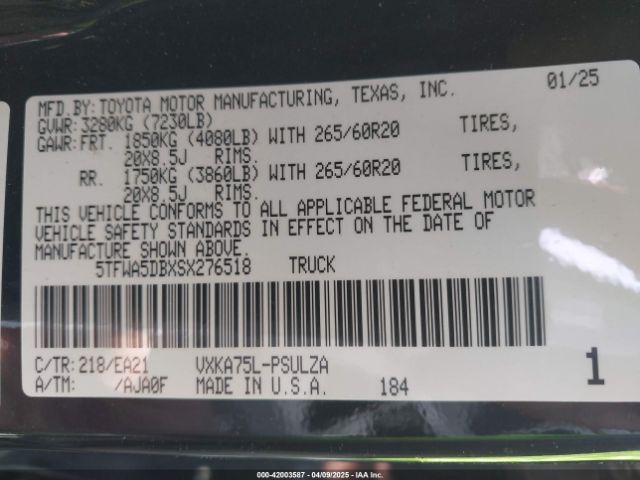 MFD.BY:TOYOTA MOTOR MANUFACTURING, TEXAS, INC. 01/25
GVWR:3280KG (7230LB)
GAWR:FRT. 1850KG (4080LB) WITH 265/60R20 TIRES,
20X8.5J RIMS.
RR. 1750KG (3860LB) WITH 265/60R20 TIRES,
20X8.5J RIMS.
THIS VEHICLE CONFORMS TO ALL APPLICABLE FEDERAL MOTOR
VEHICLE SAFETY STANDARDS IN EFFECT ON THE DATE OF
MANUFACTURE SHOWN ABOVE.
5TFWA5DBXSX276518 TRUCK
C/TR:218/EA21 VXKA75L-PSULZA
A/TM: /AJA0F MADE IN U.S.A. 184 1
000-42003587 - 04/09/2025 - IAAI.COM